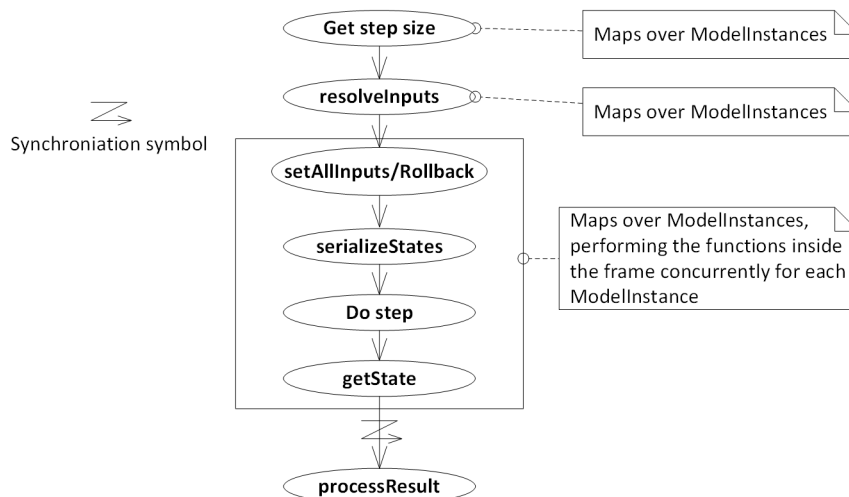 Get step size
Maps over ModelInstances
resolveInputs
Maps over ModelInstances
Synchroniation symbol
setAllInputs/Rollback
serializeStates
Maps over ModelInstances,
performing the functions inside
the frame concurrently for each
ModelInstance
Do step
getState
processResult